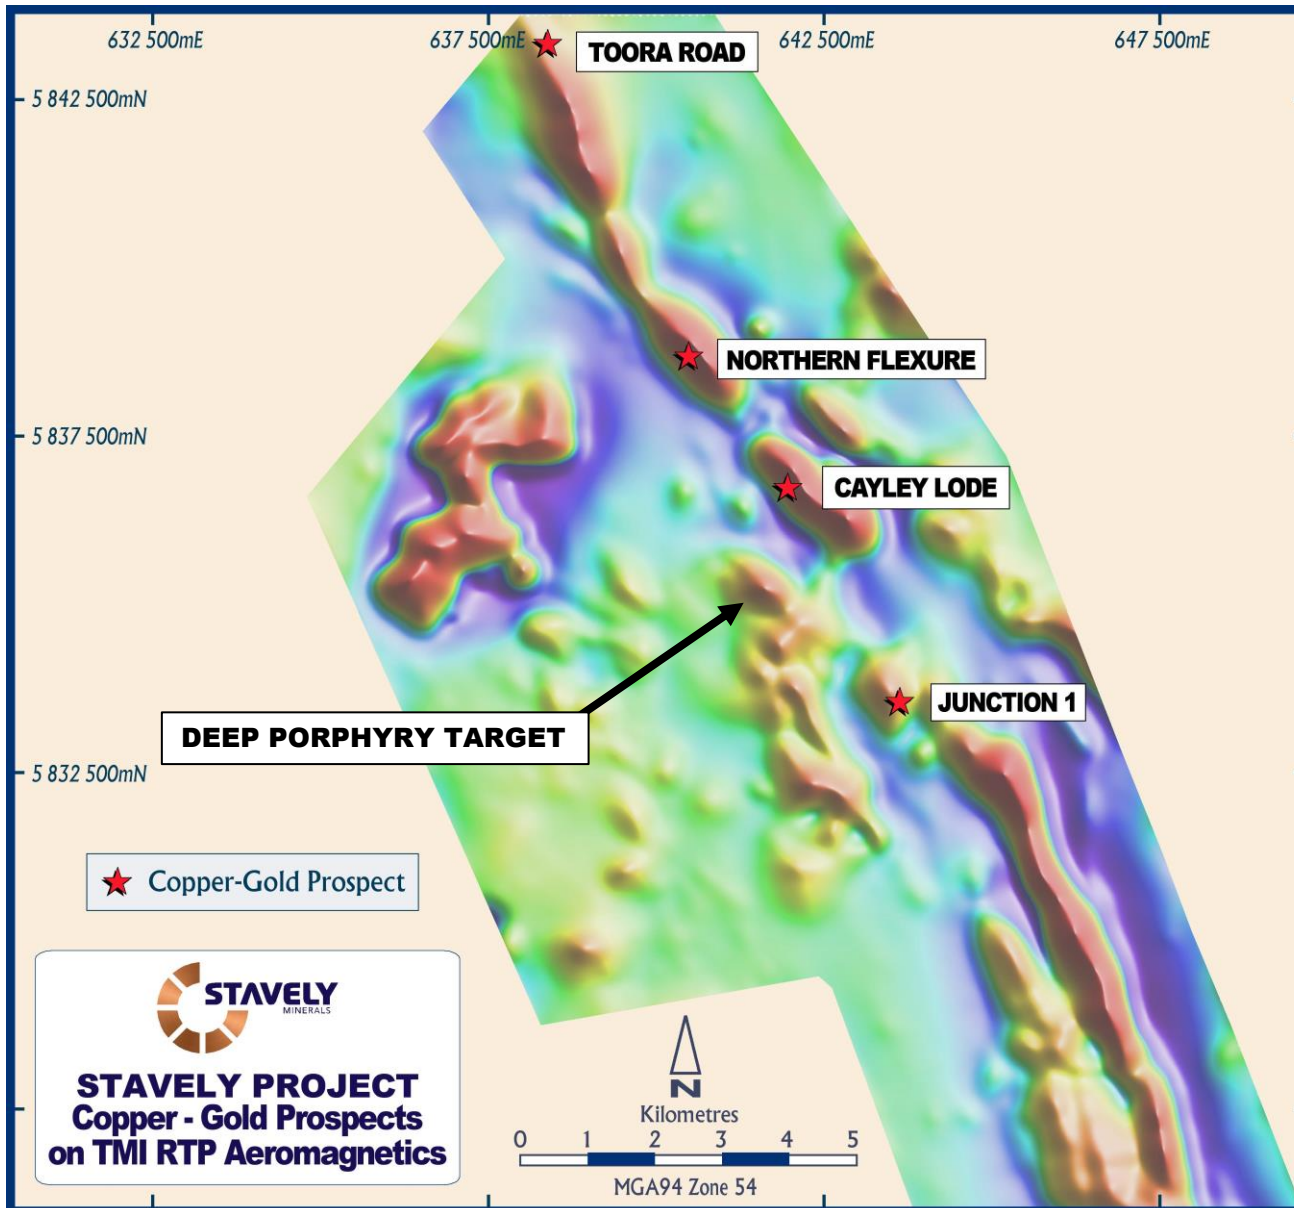 632 500mE
637 500mE
642 500mE
647 500mE
TOORA ROAD
5 842 500mN
NORTHERN FLEXURE
5 837 500mN
CAYLEY LODE
JUNCTION 1
DEEP PORPHYRY TARGET
5 832 500mN
Copper-Gold Prospect
STAVELY
MINERALS
STAVELY PROJECT
Copper - Gold Prospects
on TMI RTP Aeromagnetics
N
Kilometres
0 1 2 3 4 5
MGA94 Zone 54